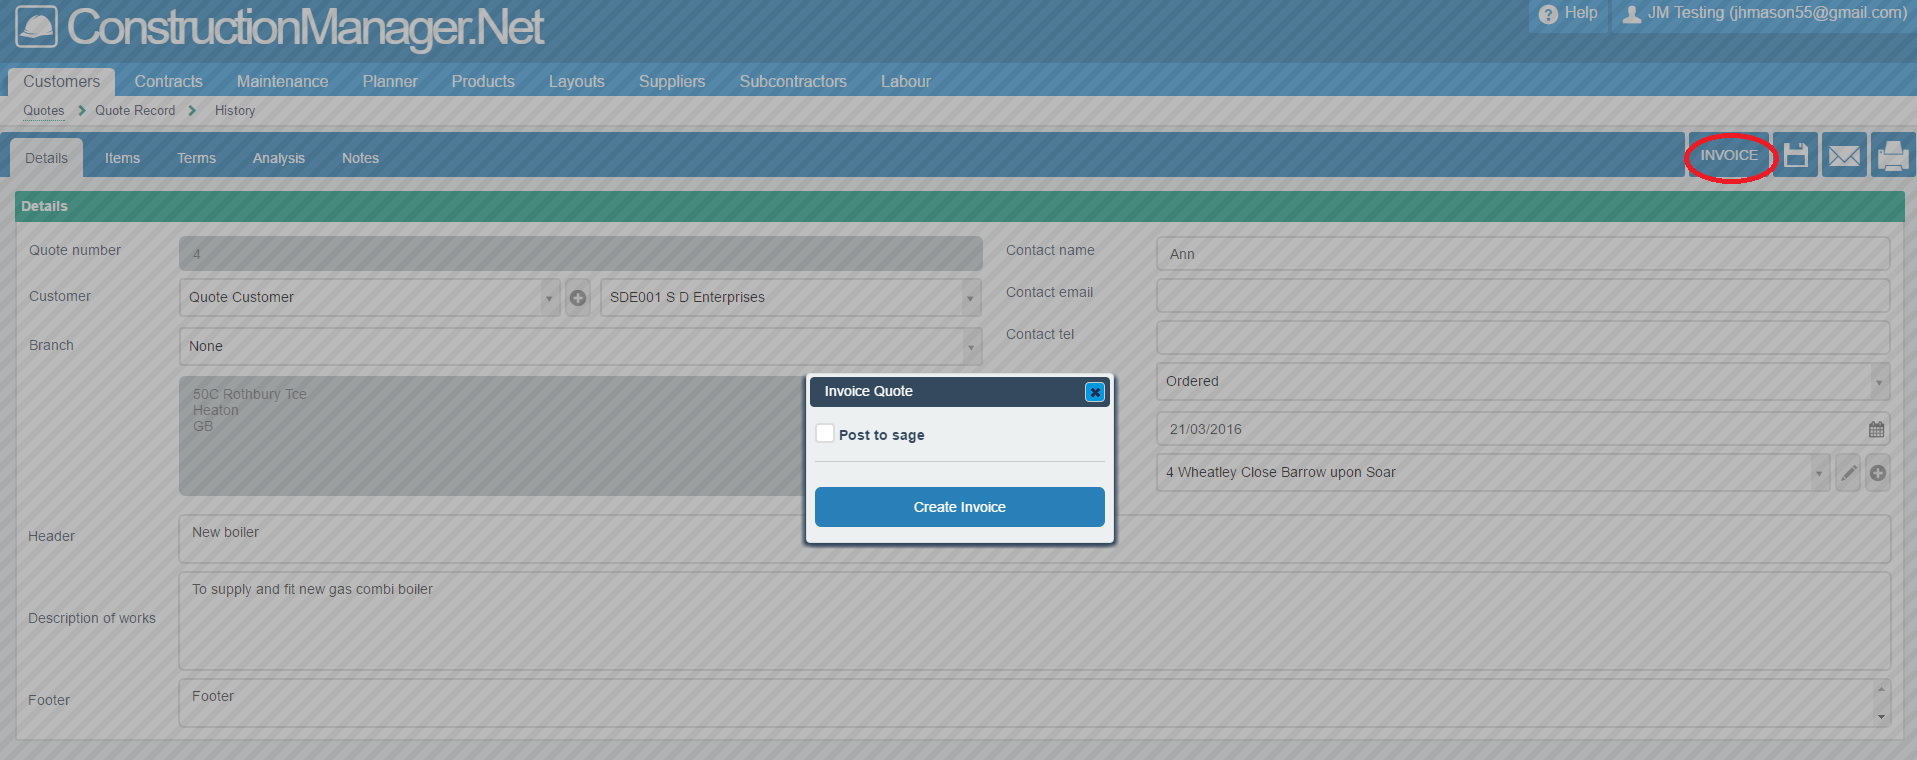 ConstructionManager.Net
Help JM Testing (jhmason55@gmail.com)
Customers Contracts Maintenance Planner Products Layouts Suppliers Subcontractors Labour
Quotes Quote Record History
Details Items Terms Analysis Notes INVOICE
Details
Quote number 4 Contact name Ann
Customer Quote Customer SDE001 S D Enterprises Contact email
Branch None Contact tel
50C Rothbury Tce
Heaton
GB
Ordered
21/03/2016
4 Wheatley Close Barrow upon Soar
Invoice Quote
Post to sage
Create Invoice
Header New boiler
Description of works To supply and fit new gas combi boiler
Footer Footer